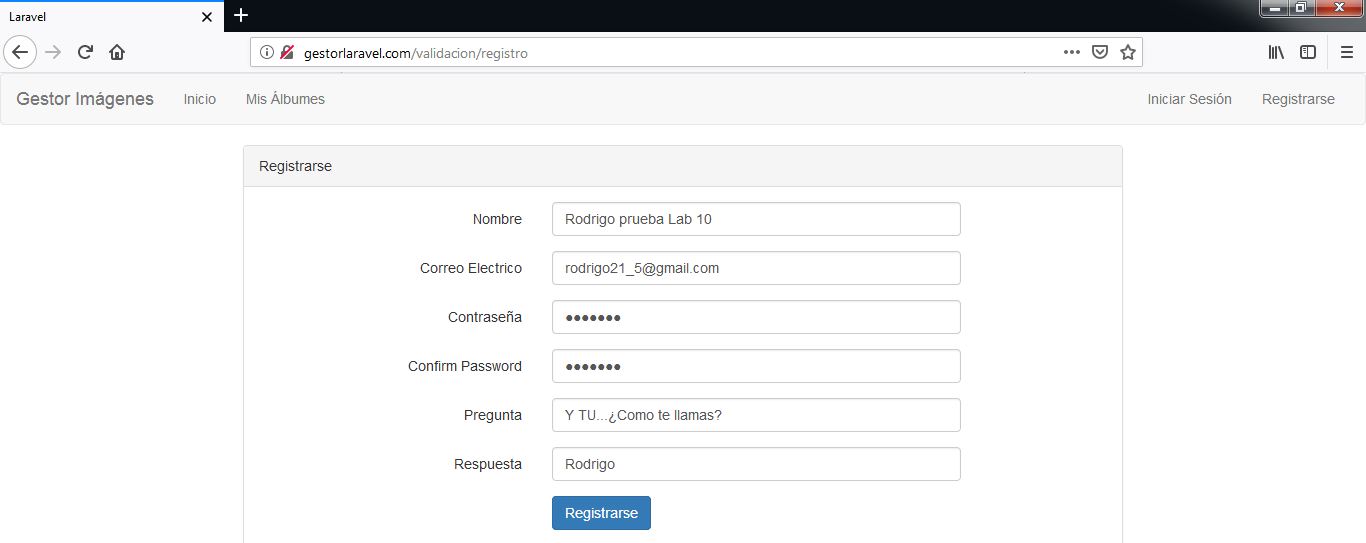 Laravel
gestorlaravel.com/validacion/registro
Gestor Imágenes Inicio Mis Álbumes Iniciar Sesión Registrarse
Registrarse
Nombre Rodrigo prueba Lab 10
Correo Electrico rodrigo21_5@gmail.com
Contraseña •••••••
Confirm Password •••••••
Pregunta Y TU...¿Como te llamas?
Respuesta Rodrigo
Registrarse